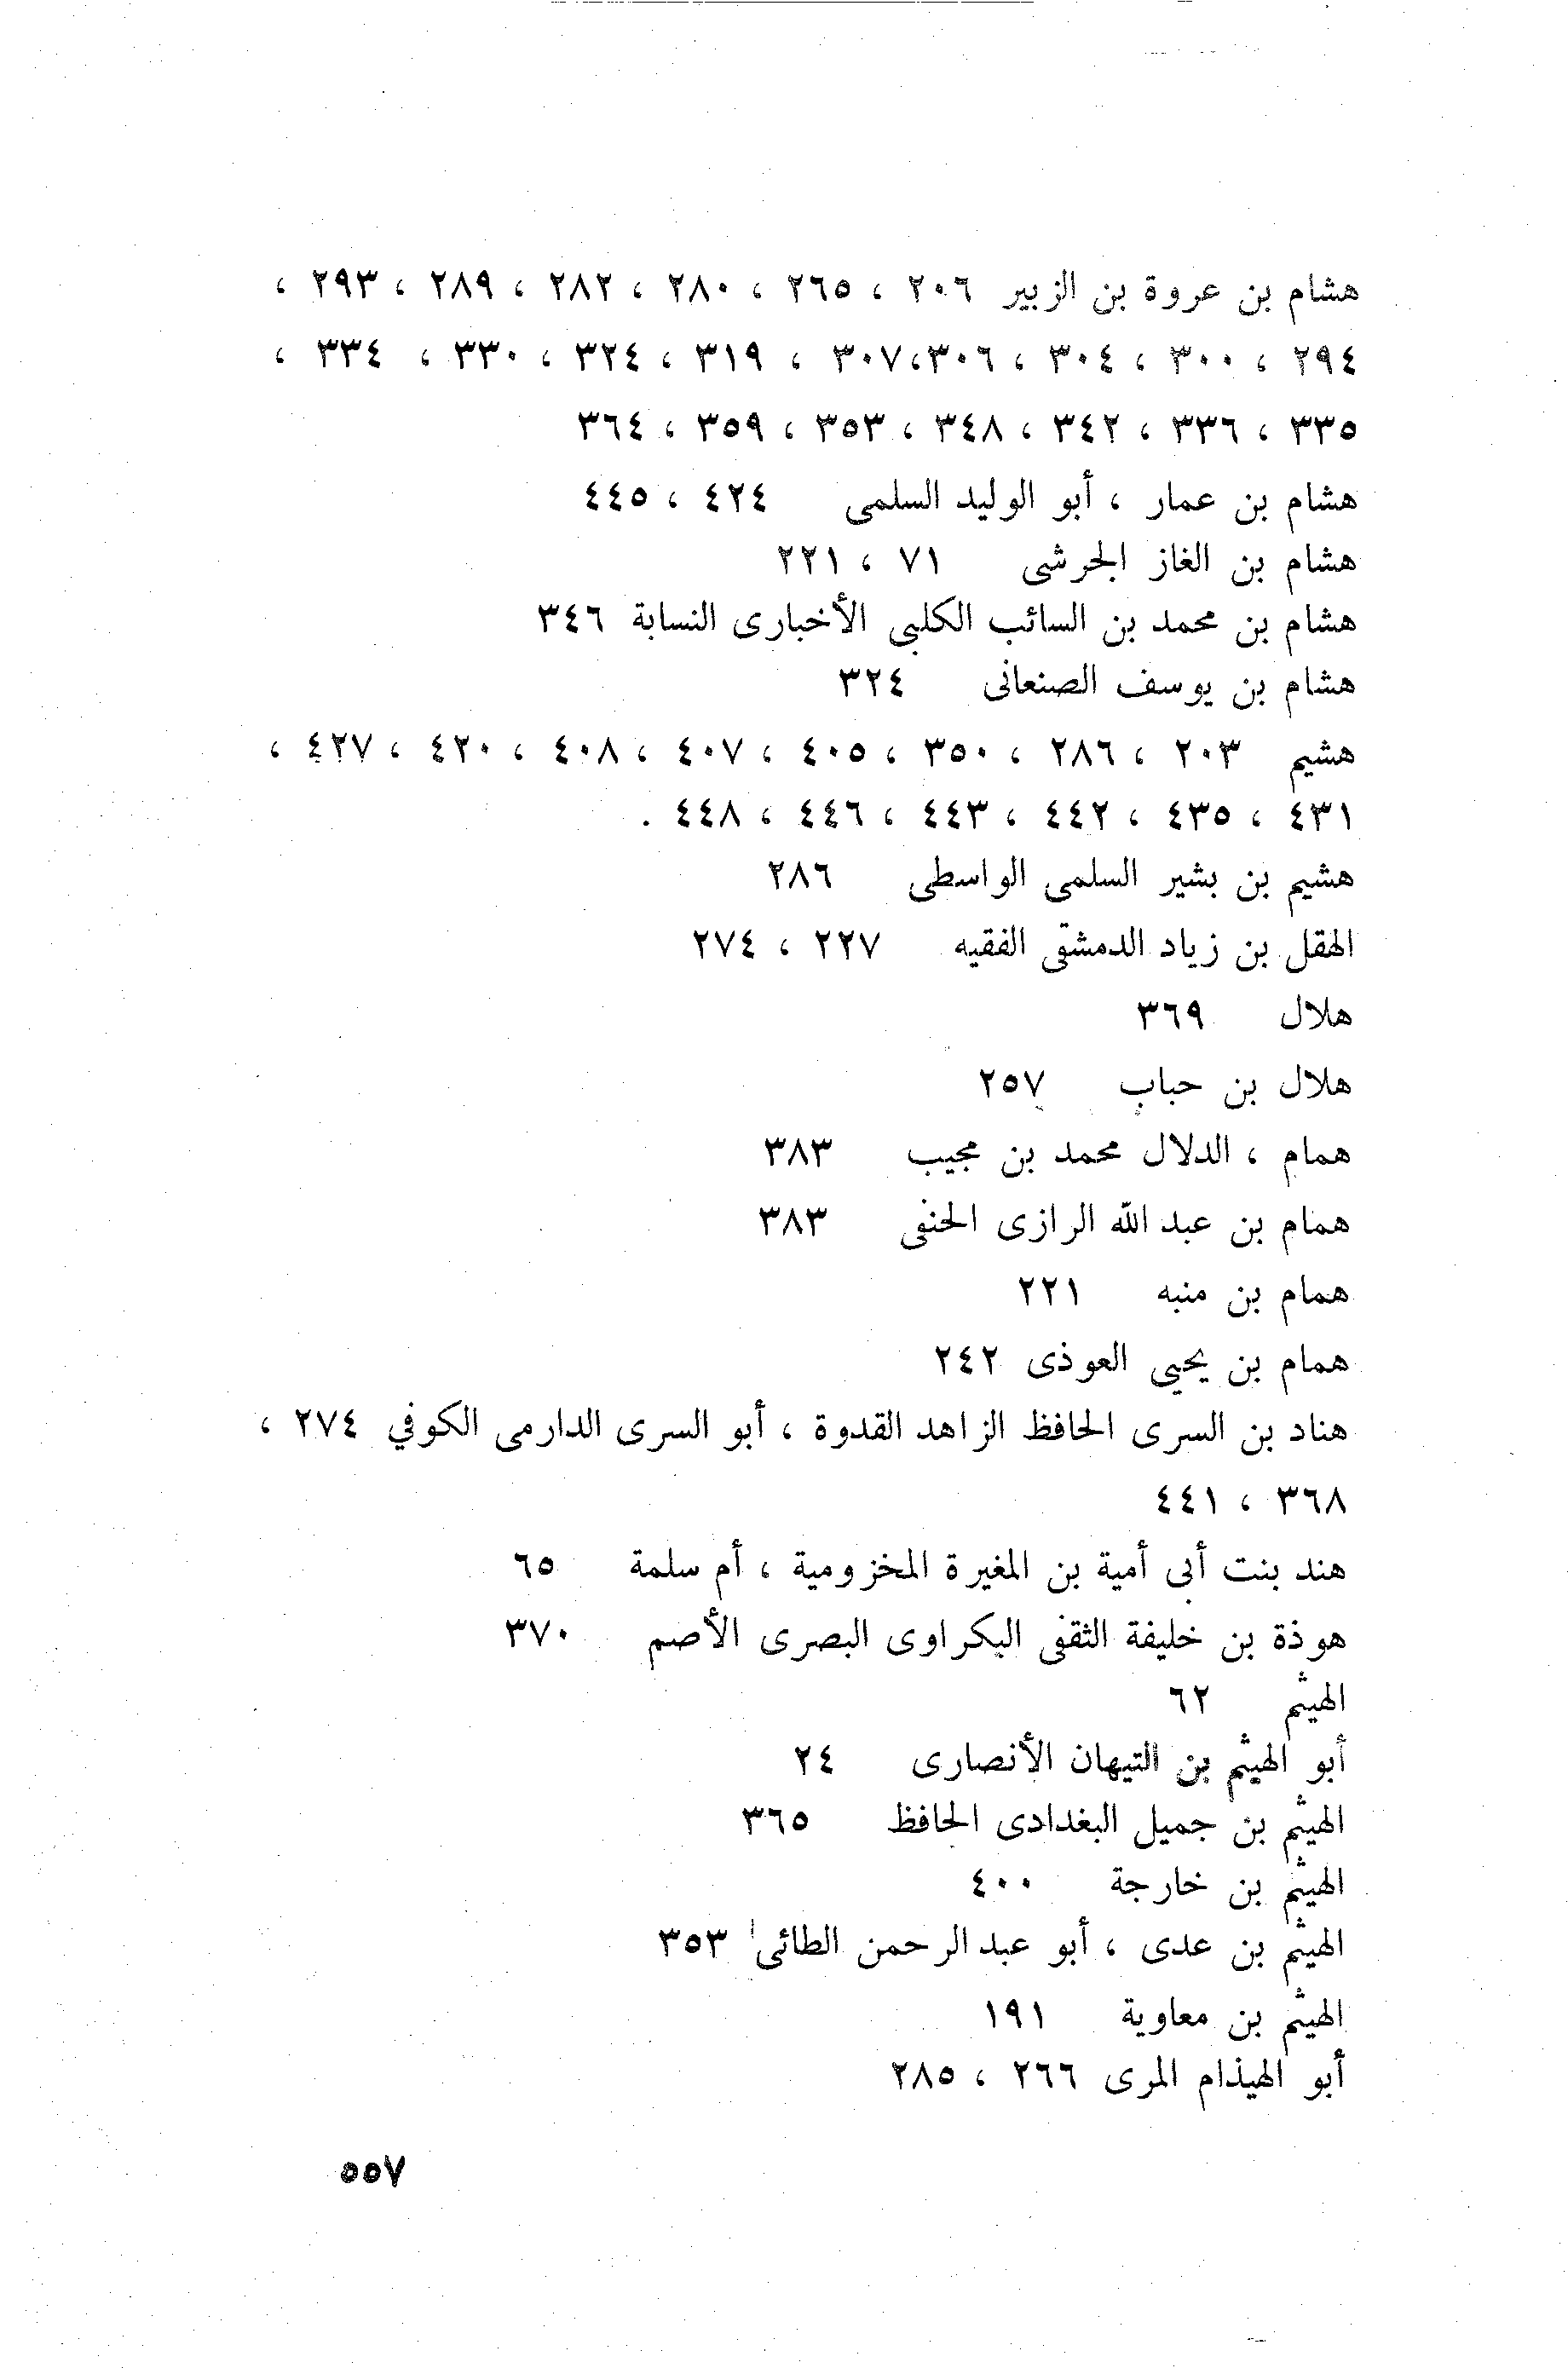 هشام بن عروة بن الزبير ٢٠٦ ، ٢٦٥ ، ٢٨٠ ، ٢٨٢ ، ٢٨٩ ، ٢٩٣ ،
٢٩٤ ، ٣٠٠ ، ٣٠٤ ، ٣٠٦،٣٠٧ ، ٣١٩ ، ٣٢٤ ، ٣٣٠ ، ٣٣٤ ،
٣٣٥ ، ٣٣٦ ، ٣٤٢ ، ٣٤٨ ، ٣٥٣ ، ٣٥٩ ، ٣٦٤
هشام بن عمار ، أبو الوليد السلمى ٤٢٤ ، ٤٤٥
هشام بن الغاز الجرشى ٧١ ، ٢٢١
هشام بن محمد بن السائب الكلبى الأخبارى النسابة ٣٤٦
هشام بن يوسف الصنعانى ٣٢٤
هشيم ٢٠٣ ، ٢٨٦ ، ٣٥٠ ، ٤٠٥ ، ٤٠٧ ، ٤٠٨ ، ٤٢٠ ، ٤٢٧ ،
٤٣١ ، ٤٣٥ ، ٤٤٢ ، ٤٤٣ ، ٤٤٦ ، ٤٤٨ .
هشيم بن بشير السلمى الواسطى ٢٨٦
الهقل بن زياد الدمشقى الفقيه ٢٢٧ ، ٢٧٤
هلال ٣٦٩
هلال بن حباب ٢٥٧
همام ، الدلال محمد بن مجيب ٣٨٣
همام بن عبد الله الرازى الحنفى ٣٨٣
همام بن منبه ٢٢١
همام بن يحيى العوذى ٢٤٢
هناد بن السرى الحافظ الزاهد القدوة ، أبو السرى الدارمى الكوفي ٢٧٤ ،
٣٦٨ ، ٤٤١
هند بنت أبى أمية بن المغيرة المخزومية ، أم سلمة ٦٥
هوذة بن خليفة الثقفى البكراوى البصرى الأصم ٣٧٠
الهيثم ٦٢
أبو الهيثم بن التيهان الأنصارى ٢٤
الهيثم بن جميل البغدادى الحافظ ٣٦٥
الهيثم بن خارجة ٤٠٠
الهيثم بن عدى ، أبو عبد الرحمن الطائى ٣٥٣
الهيثم بن معاوية ١٩١
أبو الهيذام المرى ٢٦٦ ، ٢٨٥
٥٥٧